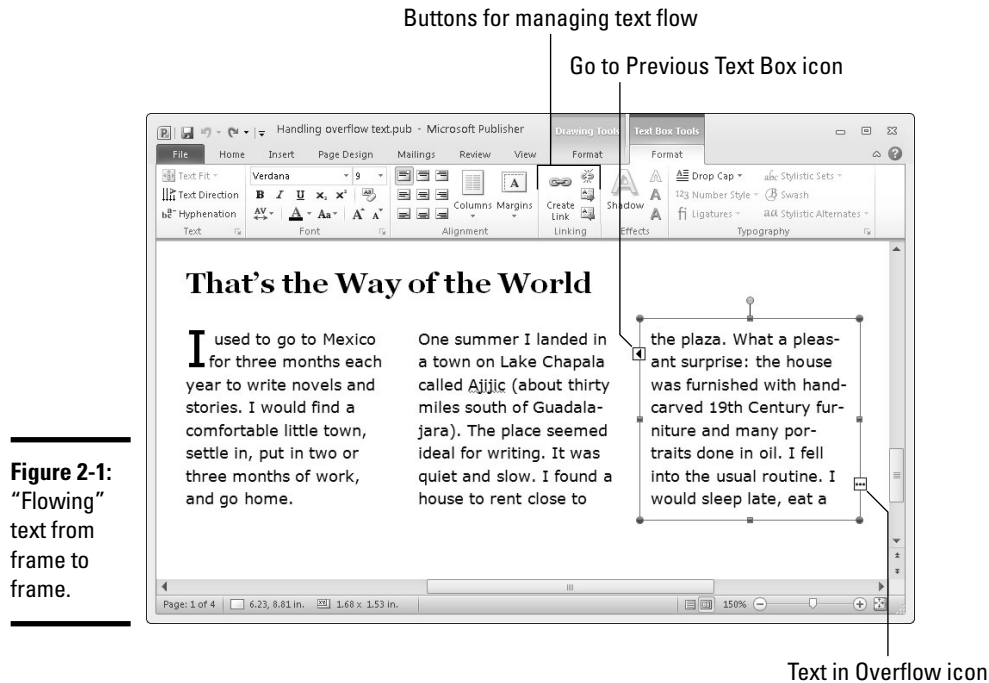 Buttons for managing text flow
Go to Previous Text Box icon
Handling overflow text.pub - Microsoft Publisher
Drawing Tools
Text Box Tools
File Home Insert Page Design Mailings Review View Format Format
Text Fit
Text Direction
Hyphenation
Text
Verdana 9
B I U x₂ x²
AV A Aa A A
Font
Columns Margins
Alignment
Create Link
Linking
Shadow
Effects
Drop Cap
Number Style
fi Ligatures
abc Stylistic Sets
Swash
aa Stylistic Alternates
Typography
That's the Way of the World
I used to go to Mexico
for three months each
year to write novels and
stories. I would find a
comfortable little town,
settle in, put in two or
three months of work,
and go home.
One summer I landed in
a town on Lake Chapala
called Ajijic (about thirty
miles south of Guadala-
jara). The place seemed
ideal for writing. It was
quiet and slow. I found a
house to rent close to
the plaza. What a pleas-
ant surprise: the house
was furnished with hand-
carved 19th Century fur-
niture and many por-
traits done in oil. I fell
into the usual routine. I
would sleep late, eat a
Page: 1 of 4 6.23, 8.81 in. 1.68 x 1.53 in. 150%
Figure 2-1:
“Flowing”
text from
frame to
frame.
Text in Overflow icon